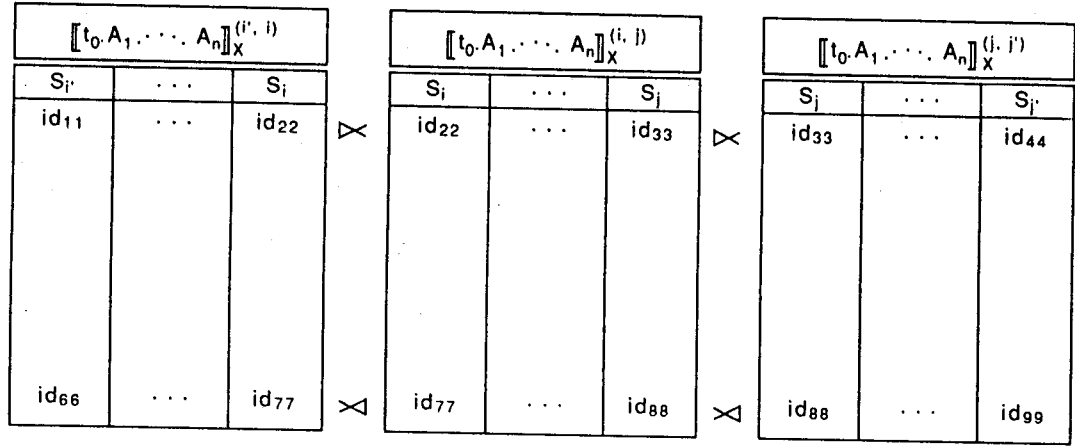 ⟦t₀.A₁.···.Aₙ⟧ₓ^(i', i) ⟦t₀.A₁.···.Aₙ⟧ₓ^(i, j) ⟦t₀.A₁.···.Aₙ⟧ₓ^(j, j')
Sᵢ' ··· Sᵢ Sᵢ ··· Sⱼ Sⱼ ··· Sⱼ'
id₁₁ ··· id₂₂ ⋉ id₂₂ ··· id₃₃ ⋉ id₃₃ ··· id₄₄
id₆₆ ··· id₇₇ ⋊ id₇₇ ··· id₈₈ ⋊ id₈₈ ··· id₉₉